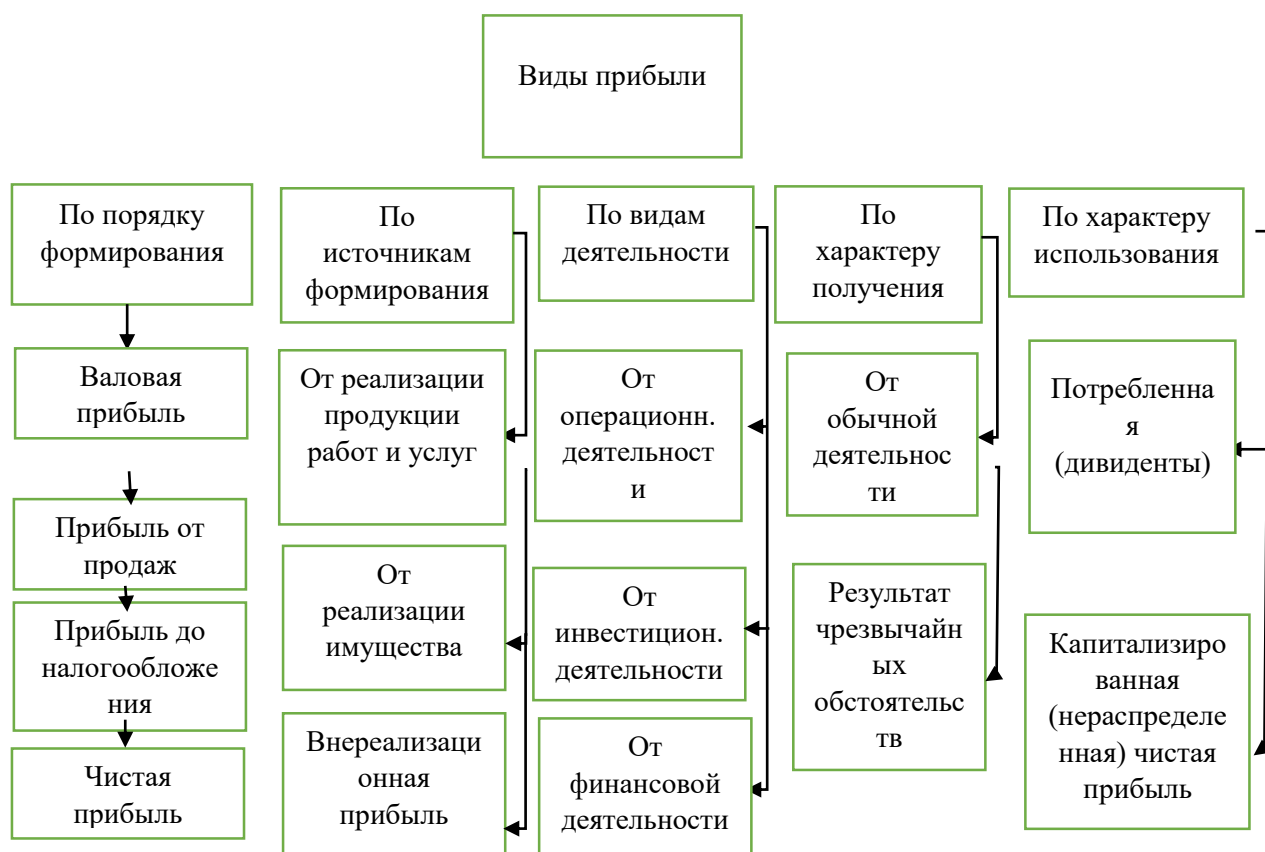 Виды прибыли
По порядку
формирования
По
источникам
формирования
По видам
деятельности
По
характеру
получения
По характеру
использования
Валовая
прибыль
Прибыль от
продаж
Прибыль до
налогообложе
ния
Чистая
прибыль
От реализации
продукции
работ и услуг
От
реализации
имущества
Внереализаци
онная
прибыль
От
операционн.
деятельност
и
От
инвестицион.
деятельности
От
финансовой
деятельности
От
обычной
деятельнос
ти
Результат
чрезвычайн
ых
обстоятельс
тв
Потребленна
я
(дивиденты)
Капитализиро
ванная
(нераспределе
нная) чистая
прибыль